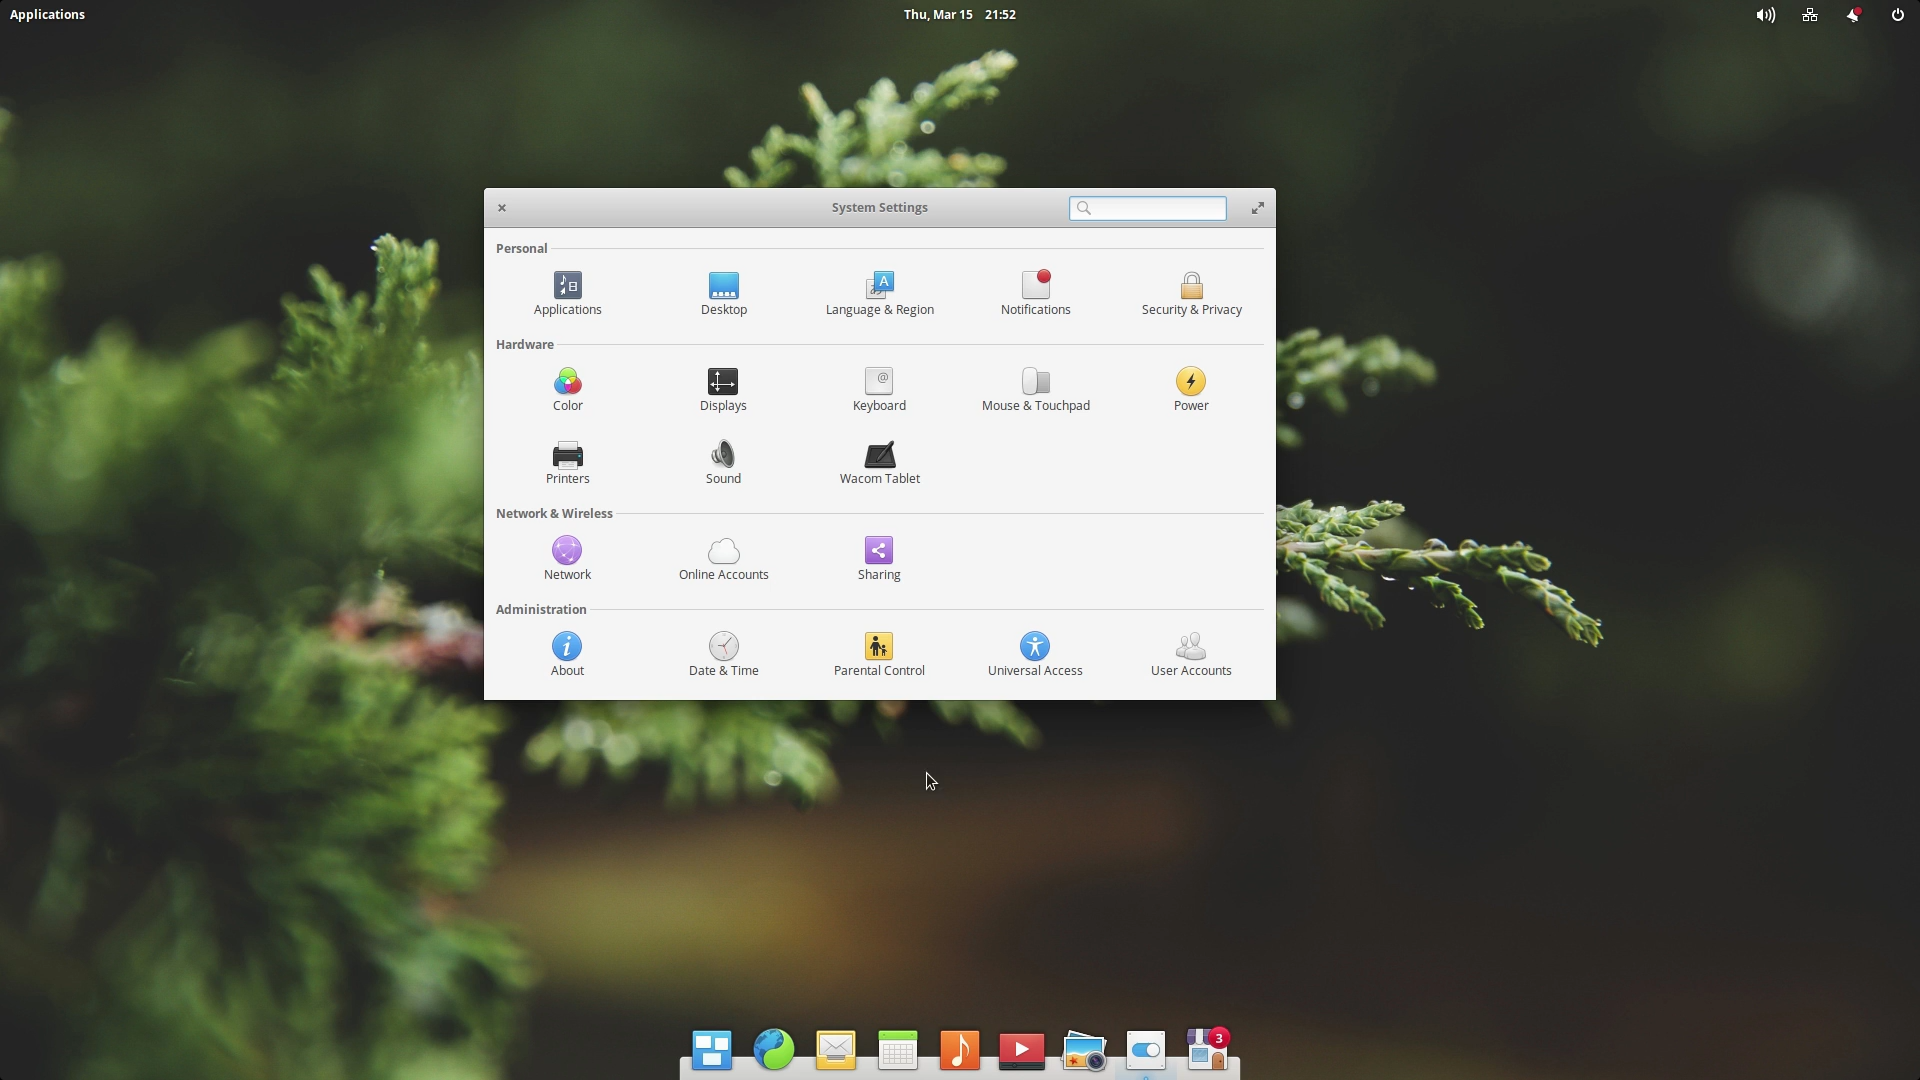 Applications
Thu, Mar 15 21:52
System Settings
Personal
Applications
Desktop
Language & Region
Notifications
Security & Privacy
Hardware
Color
Displays
Keyboard
Mouse & Touchpad
Power
Printers
Sound
Wacom Tablet
Network & Wireless
Network
Online Accounts
Sharing
Administration
About
Date & Time
Parental Control
Universal Access
User Accounts
3